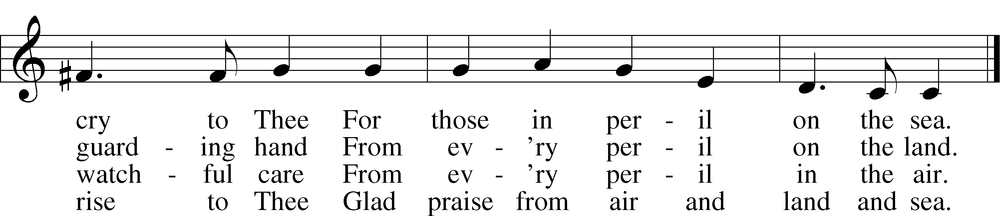 cry to Thee For those in per - il on the sea.
guard - ing hand From ev - ’ry per - il on the land.
watch - ful care From ev - ’ry per - il in the air.
rise to Thee Glad praise from air and land and sea.